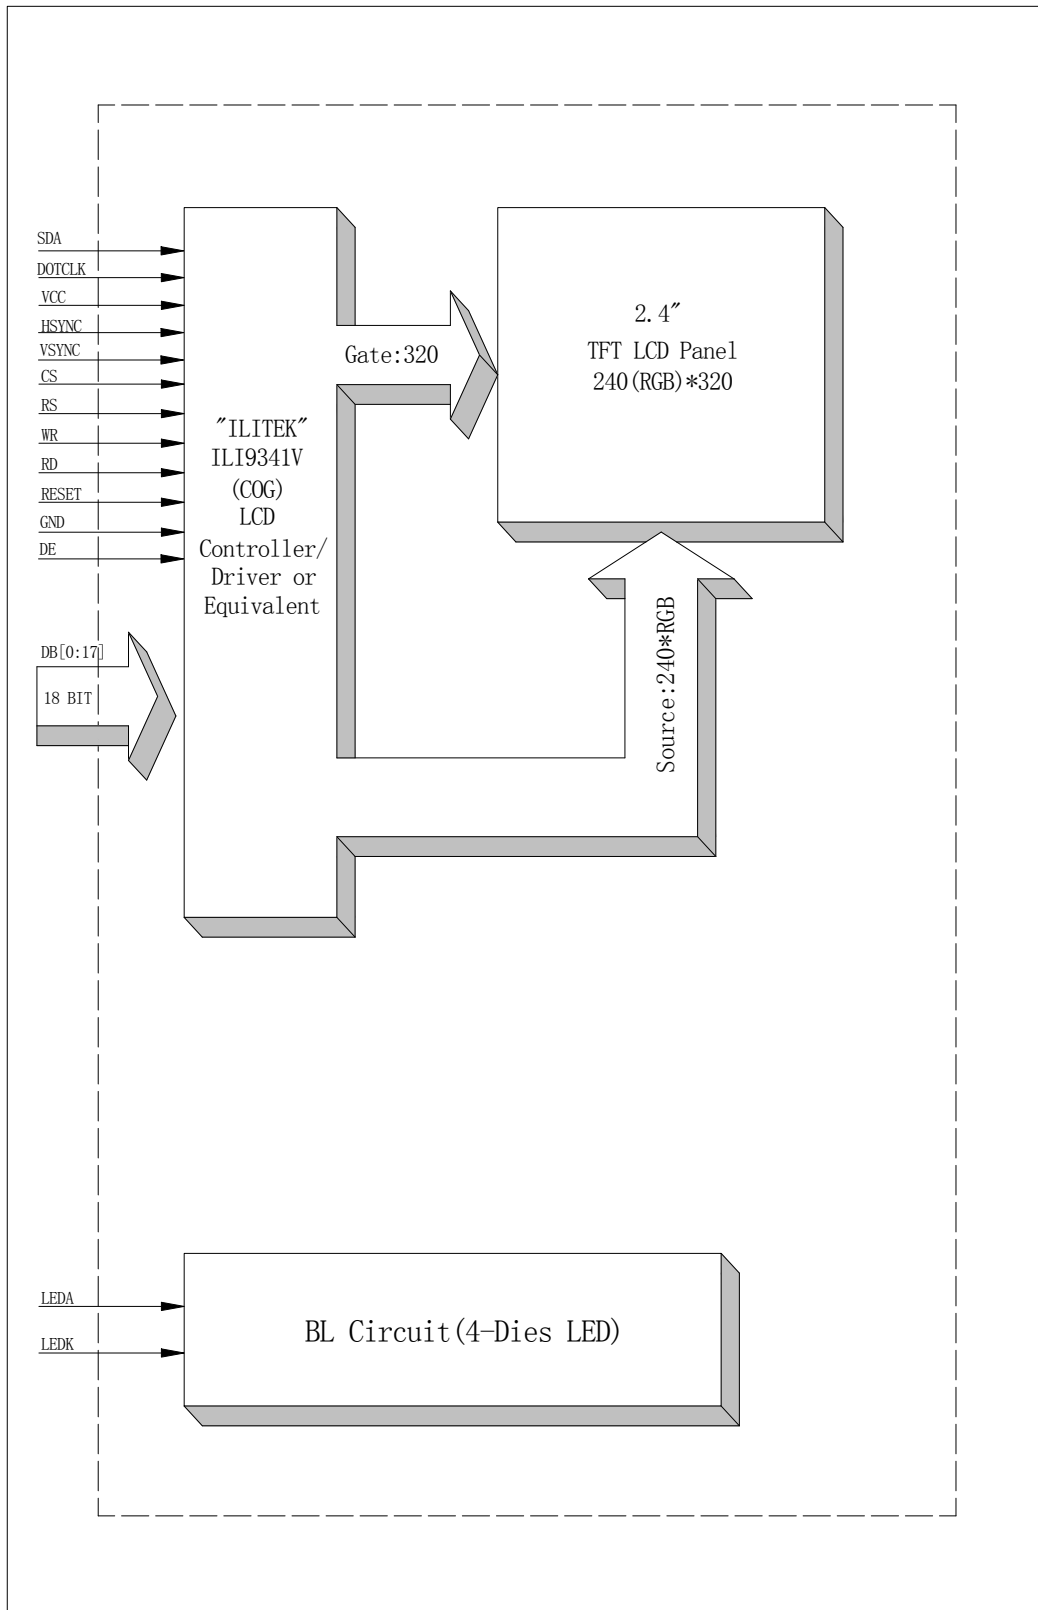 SDA
DOTCLK
VCC
HSYNC
VSYNC
CS
RS
WR
RD
RESET
GND
DE
DB[0:17]
18 BIT
"ILITEK"
ILI9341V
(COG)
LCD
Controller/
Driver or
Equivalent
Gate:320
2.4"
TFT LCD Panel
240(RGB)*320
Source:240*RGB
LEDA
LEDK
BL Circuit(4-Dies LED)